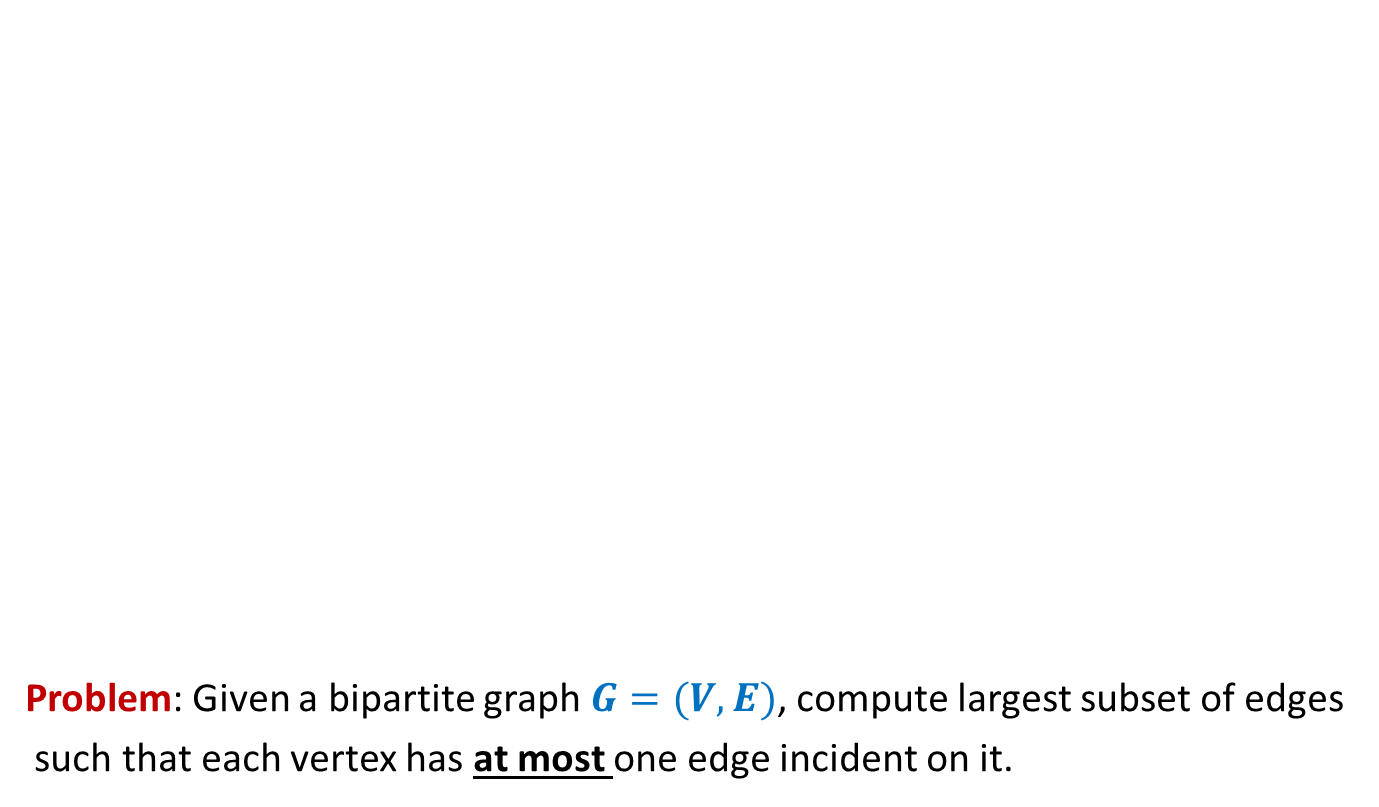 Problem: Given a bipartite graph G = (V, E), compute largest subset of edges
such that each vertex has at most one edge incident on it.